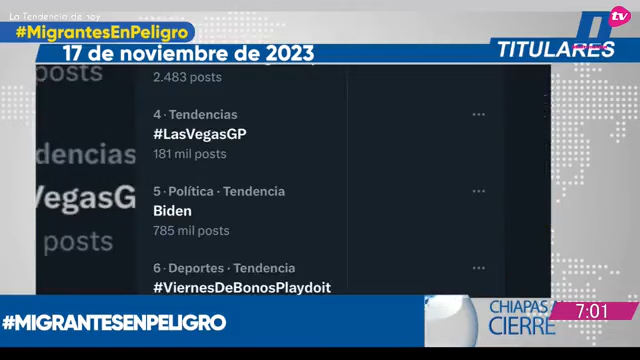 La Tendencia de hoy
#MigrantesEnPeligro
17 de noviembre de 2023
TITULARES
tv
posts
2.483 posts
4 · Tendencias
#LasVegasGP
181 mil posts
dencias
VegasG
posts
5 · Política · Tendencia
Biden
785 mil posts
6 · Deportes · Tendencia
#ViernesDeBonosPlaydoit
#MIGRANTESENPELIGRO
CHIAPAS
CIERRE
7:01